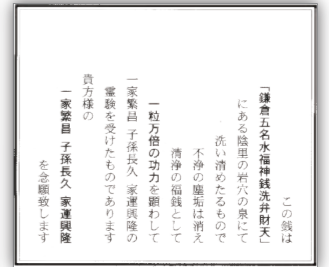 この銭は
「鎌倉五名水福神銭洗弁財天」
にある陰里の岩穴の泉にて
洗い清めたるもので
不浄の塵垢は消え
清浄の福銭として
一粒万倍の功力を顕わして
一家繁昌 子孫長久 家運興隆の
霊験を受けたものであります
貴方様の
一家繁昌 子孫長久 家運興隆
を念願致します